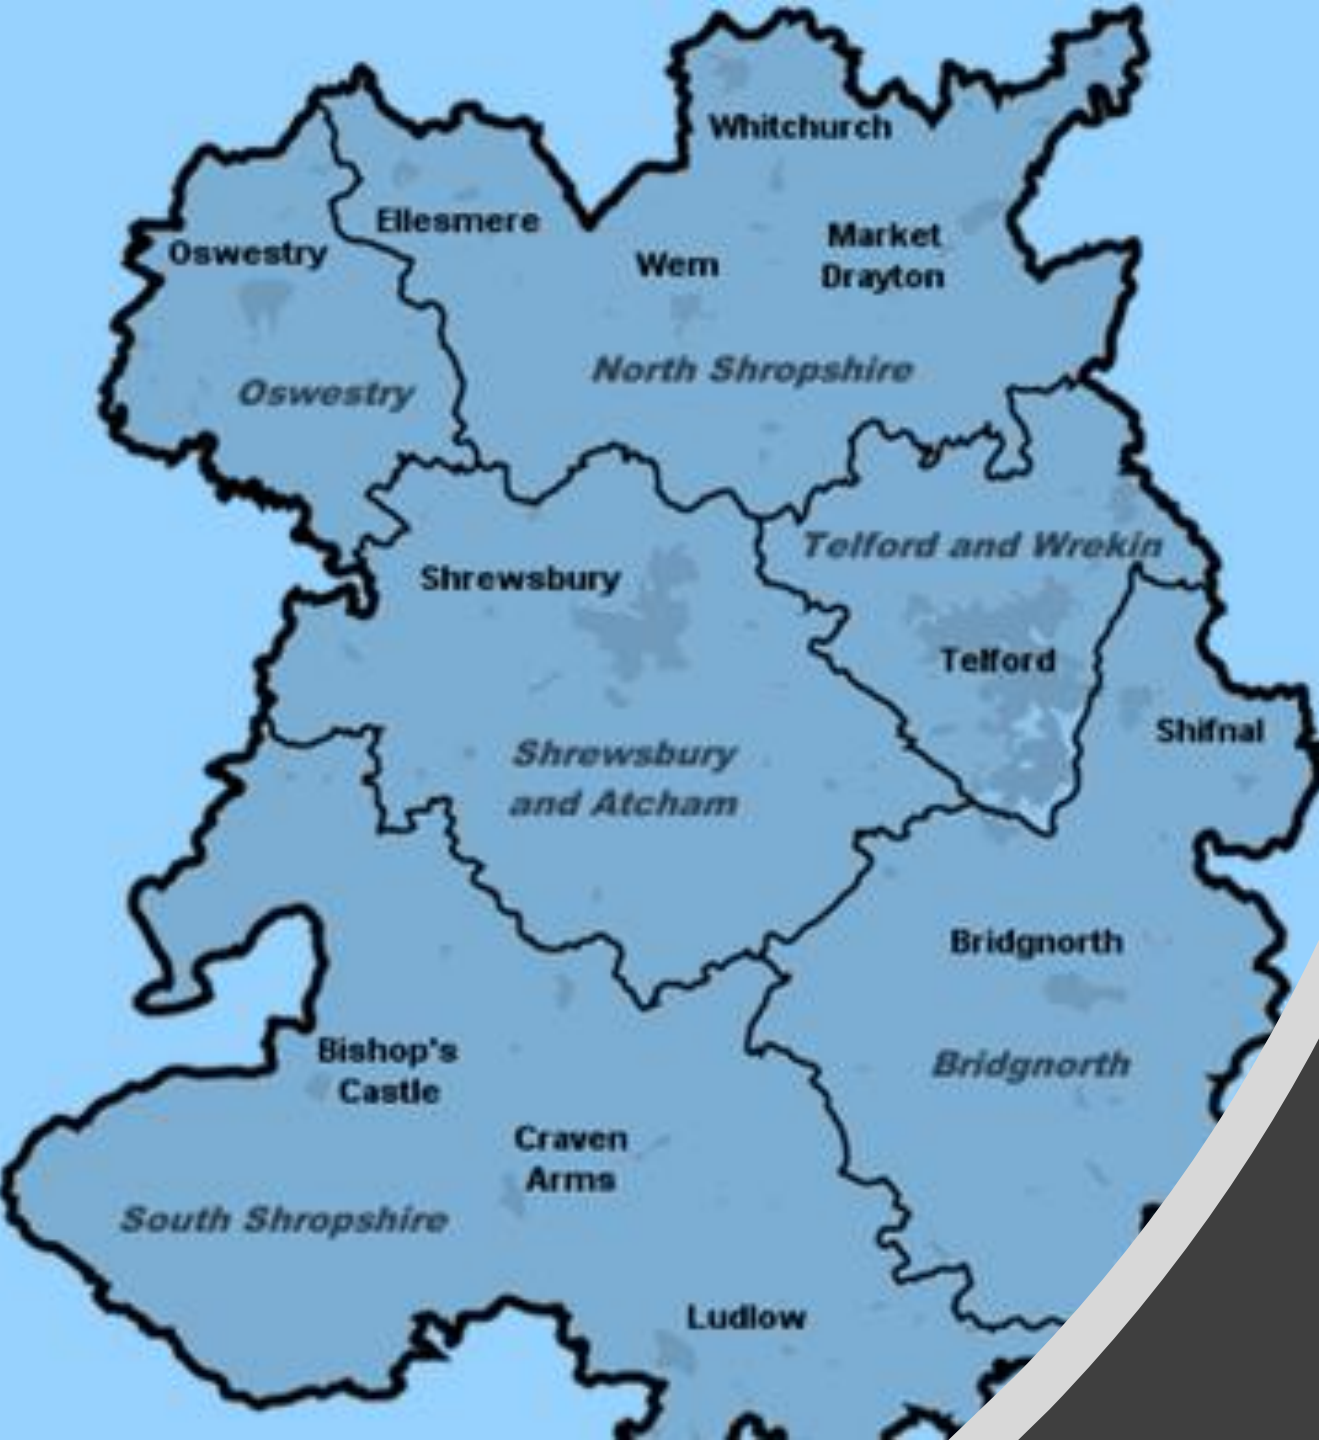 Whitchurch
Ellesmere
Oswestry
Wem
Market
Drayton
North Shropshire
Oswestry
Telford and Wrekin
Shrewsbury
Telford
Shifnal
Shrewsbury
and Atcham
Bridgnorth
Bishop's
Castle
Bridgnorth
Craven
Arms
South Shropshire
Ludlow